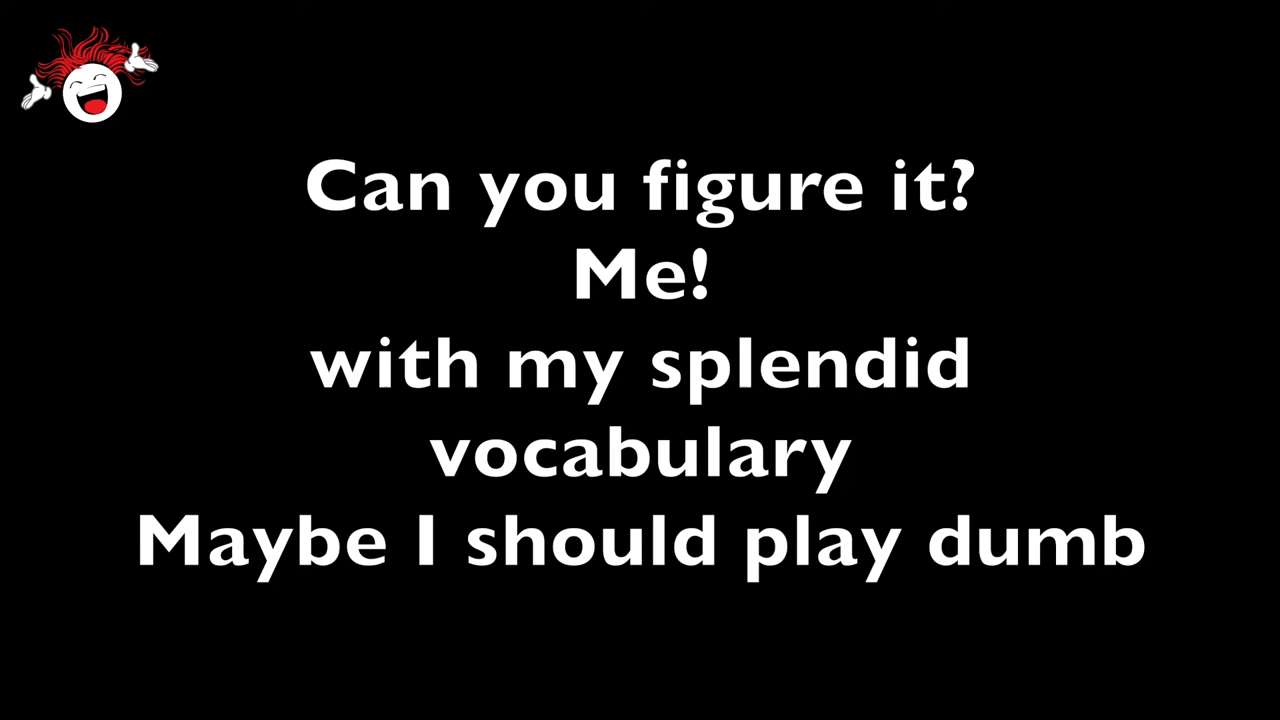 Can you figure it?
Me!
with my splendid
vocabulary
Maybe I should play dumb